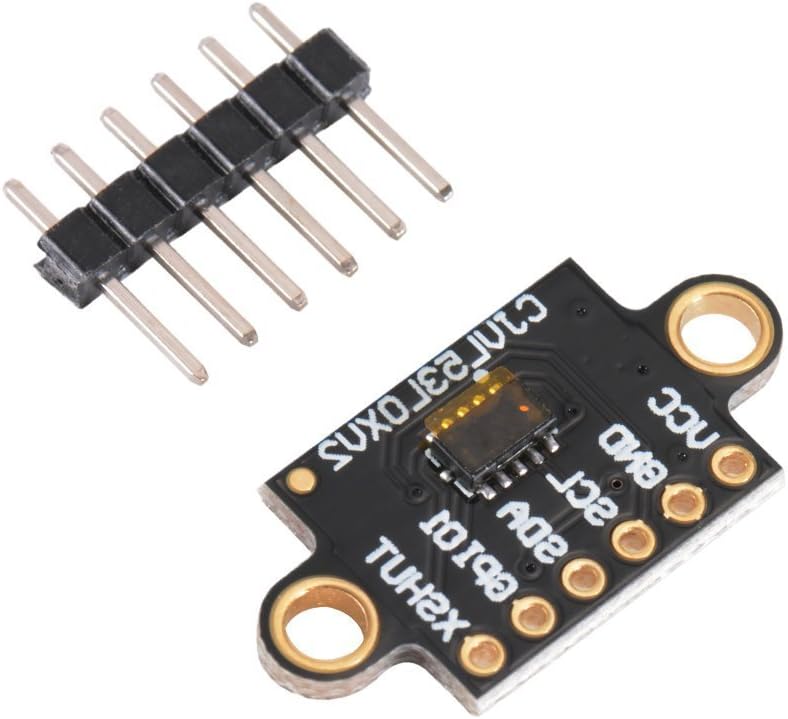 CJVL53L0XV2
VCC
GND
SCL
SDA
GPIO1
XSHUT